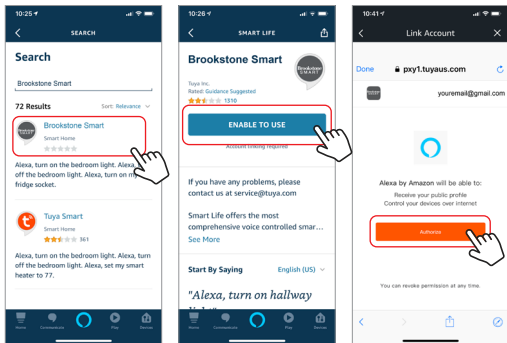 10:25
SEARCH
Search
Brookstone Smart
72 Results
Sort: Relevance
Brookstone Smart
Smart Home
Alexa, turn on the bedroom light. Alexa,
off the bedroom light. Alexa, turn on my
fridge socket.
Tuya Smart
Smart Home
361
Alexa, turn on the bedroom light. Alexa, turn
off the bedroom light. Alexa, set my smart
heater to 77.
Home
Communicate
Play
Devices
10:26
SMART LIFE
Brookstone Smart
Brookstone
SMART
Tuya Inc.
Rated: Guidance Suggested
1310
ENABLE TO USE
Account linking required
If you have any problems, please
contact us at service@tuya.com
Smart Life offers the most
comprehensive voice controlled smar...
See More
Start By Saying
English (US)
"Alexa, turn on hallway
Home
Communicate
Play
Devices
10:41
Link Account
Done
pxy1.tuyaus.com
youremail@gmail.com
Alexa by Amazon will be able to:
Receive your public profile
Control your devices over internet
Authorize
You can revoke permission at any time.